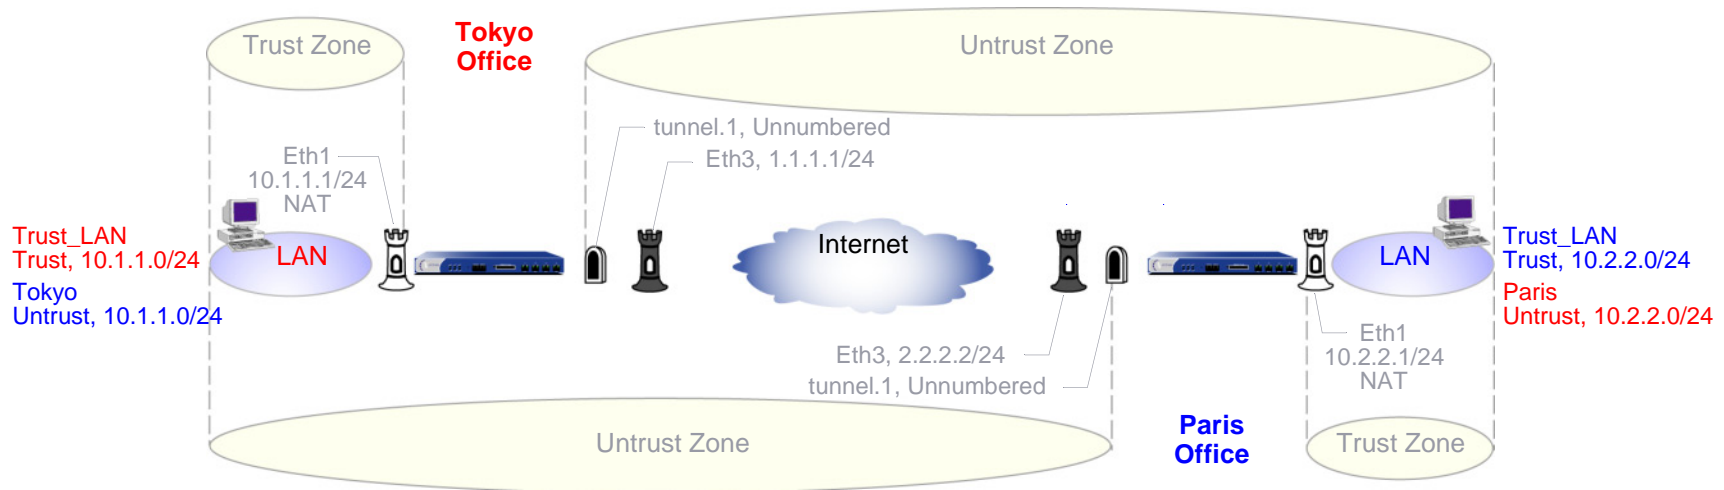 Trust Zone
Tokyo
Office
Untrust Zone
tunnel.1, Unnumbered
Eth3, 1.1.1.1/24
Eth1
10.1.1.1/24
NAT
Trust_LAN
Trust, 10.1.1.0/24
Tokyo
Untrust, 10.1.1.0/24
LAN
Internet
LAN
Trust_LAN
Trust, 10.2.2.0/24
Paris
Untrust, 10.2.2.0/24
Eth3, 2.2.2.2/24
tunnel.1, Unnumbered
Eth1
10.2.2.1/24
NAT
Untrust Zone
Paris
Office
Trust Zone